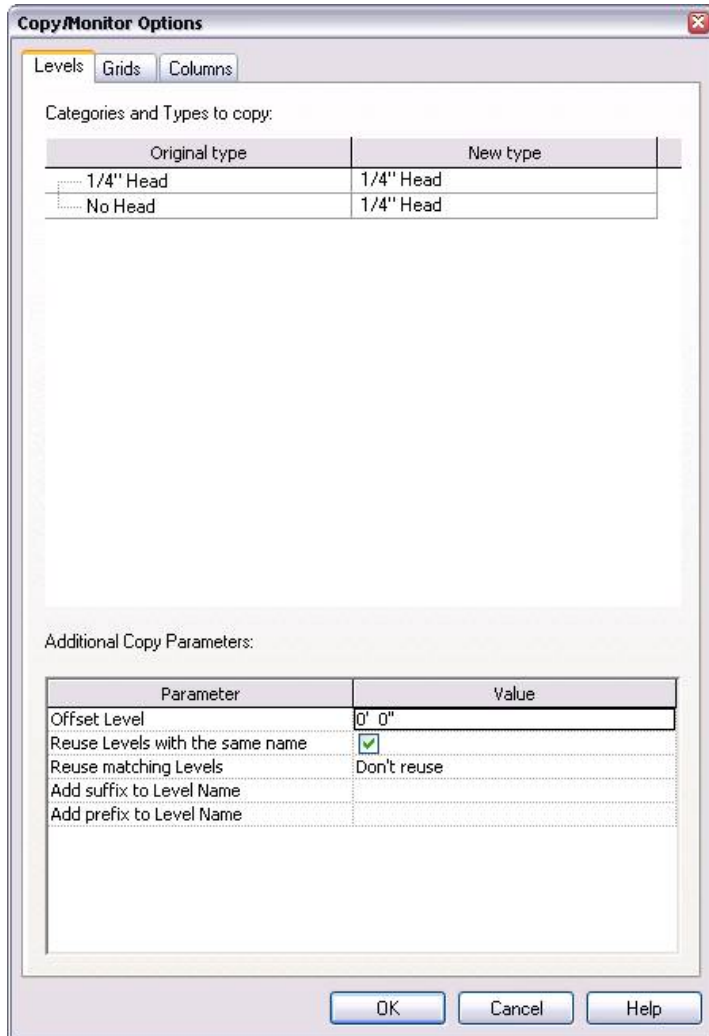 Copy/Monitor Options
Levels Grids Columns
Categories and Types to copy:
Original type New type
1/4" Head 1/4" Head
No Head 1/4" Head
Additional Copy Parameters:
Parameter Value
Offset Level 0' 0"
Reuse Levels with the same name
Reuse matching Levels Don't reuse
Add suffix to Level Name
Add prefix to Level Name
OK Cancel Help